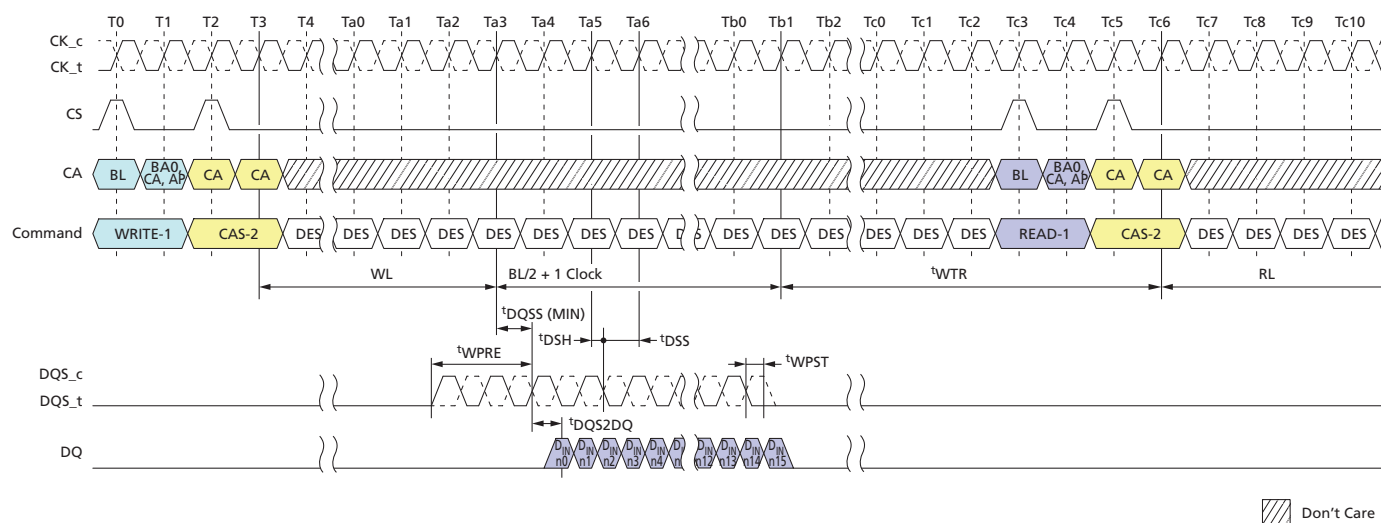 T0 T1 T2 T3 T4 Ta0 Ta1 Ta2 Ta3 Ta4 Ta5 Ta6 Tb0 Tb1 Tb2 Tc0 Tc1 Tc2 Tc3 Tc4 Tc5 Tc6 Tc7 Tc8 Tc9 Tc10
CK_c
CK_t
CS
CA BL BA0 CA, AP CA CA BL BA0 CA, AP CA CA
Command WRITE-1 CAS-2 DES DES DES DES DES DES DES DES DES DES DES DES DES DES DES READ-1 CAS-2 DES DES DES DES
WL BL/2 + 1 Clock tWTR RL
tDQSS (MIN)
tDSH tDSS
tWPRE tWPST
DQS_c
DQS_t
tDQS2DQ
DQ DIN n0 DIN n1 DIN n2 DIN n3 DIN n4 DIN n12 DIN n13 DIN n14 DIN n15
Don't Care